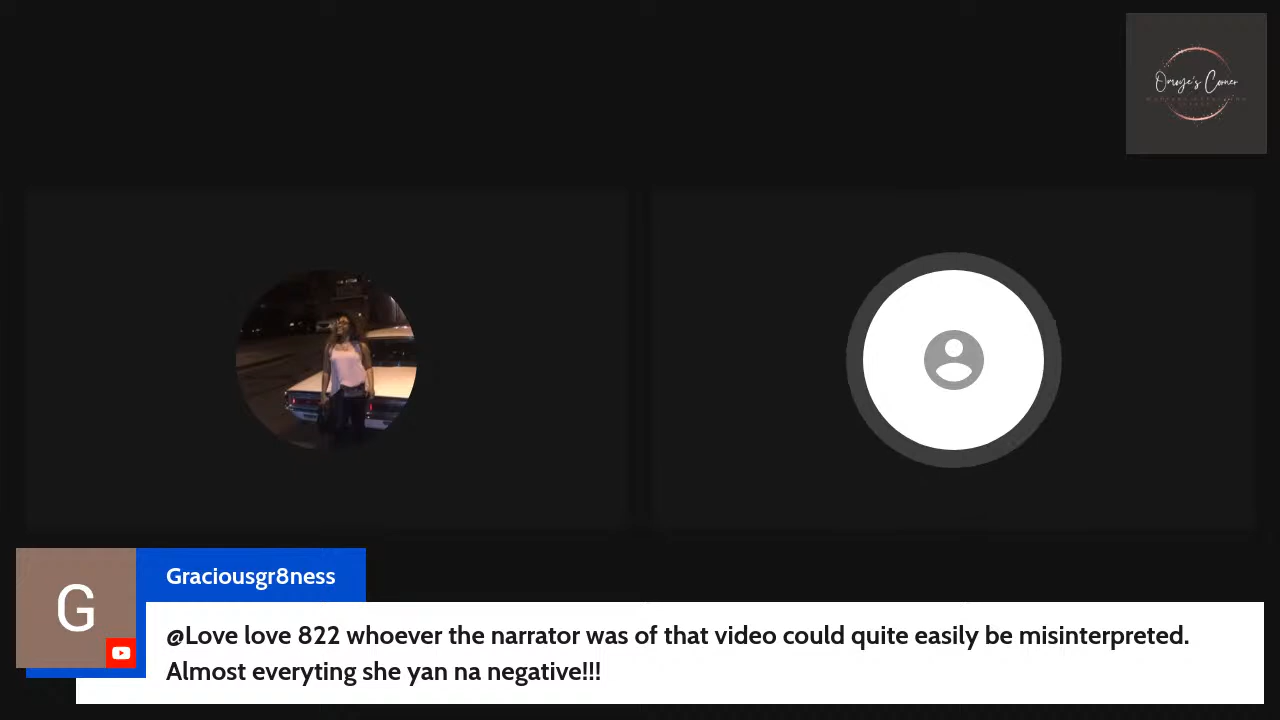 Omoye's Corner
G
Graciousgr8ness
@Love love 822 whoever the narrator was of that video could quite easily be misinterpreted.
Almost everyting she yan na negative!!!